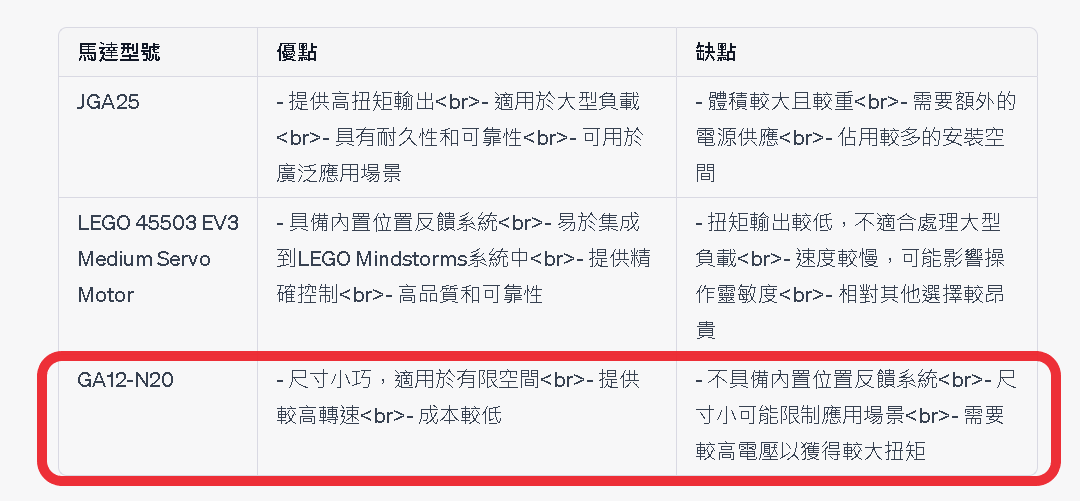 馬達型號 優點 缺點
JGA25
- 提供高扭矩輸出<br>- 適用於大型負載
<br>- 具有耐久性和可靠性<br>- 可用於
廣泛應用場景
- 體積較大且較重<br>- 需要額外的
電源供應<br>- 佔用較多的安裝空
間
LEGO 45503 EV3
Medium Servo
Motor
- 具備內置位置反饋系統<br>- 易於集成
到LEGO Mindstorms系統中<br>- 提供精
確控制<br>- 高品質和可靠性
- 扭矩輸出較低，不適合處理大型
負載<br>- 速度較慢，可能影響操
作靈敏度<br>- 相對其他選擇較昂
貴
GA12-N20
- 尺寸小巧，適用於有限空間<br>- 提供
較高轉速<br>- 成本較低
- 不具備內置位置反饋系統<br>- 尺
寸小可能限制應用場景<br>- 需要
較高電壓以獲得較大扭矩